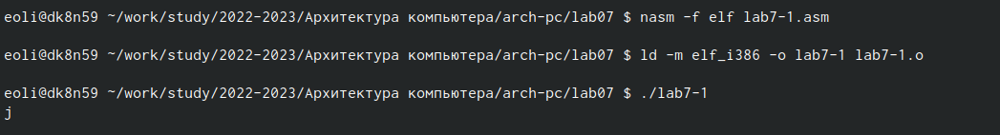 eoli@dk8n59 ~/work/study/2022-2023/Архитектура компьютера/arch-pc/lab07 $ nasm -f elf lab7-1.asm
eoli@dk8n59 ~/work/study/2022-2023/Архитектура компьютера/arch-pc/lab07 $ ld -m elf_i386 -o lab7-1 lab7-1.o
eoli@dk8n59 ~/work/study/2022-2023/Архитектура компьютера/arch-pc/lab07 $ ./lab7-1
j